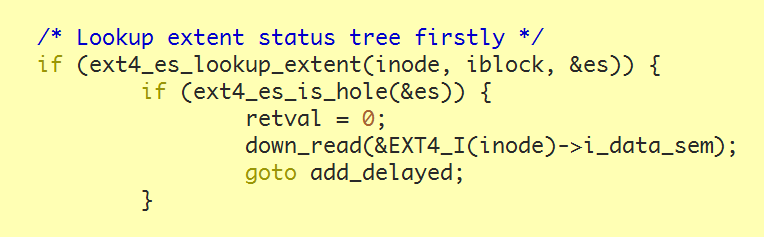 /* Lookup extent status tree firstly */
if (ext4_es_lookup_extent(inode, iblock, &es)) {
if (ext4_es_is_hole(&es)) {
retval = 0;
down_read(&EXT4_I(inode)->i_data_sem);
goto add_delayed;
}